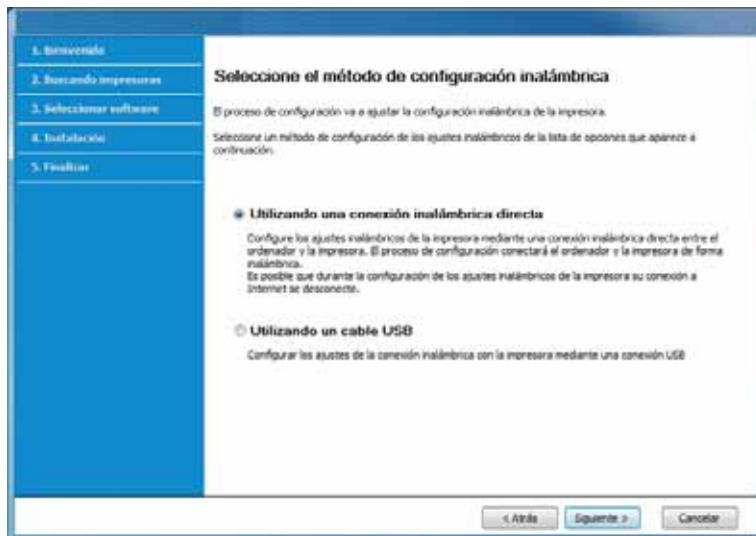 1. Bienvenida
2. Buscando impresoras
3. Seleccionar software
4. Instalación
5. Finalizar
Seleccione el método de configuración inalámbrica
El proceso de configuración va a ajustar la configuración inalámbrica de la impresora.
Seleccione un método de configuración de los ajustes inalámbricos de la lista de opciones que aparece a
continuación.
Utilizando una conexión inalámbrica directa
Configure los ajustes inalámbricos de la impresora mediante una conexión inalámbrica directa entre el
ordenador y la impresora. El proceso de configuración conectará el ordenador y la impresora de forma
inalámbrica.
Es posible que durante la configuración de los ajustes inalámbricos de la impresora su conexión a
Internet se desconecte.
Utilizando un cable USB
Configurar los ajustes de la conexión inalámbrica con la impresora mediante una conexión USB
< Atrás
Siguiente >
Cancelar